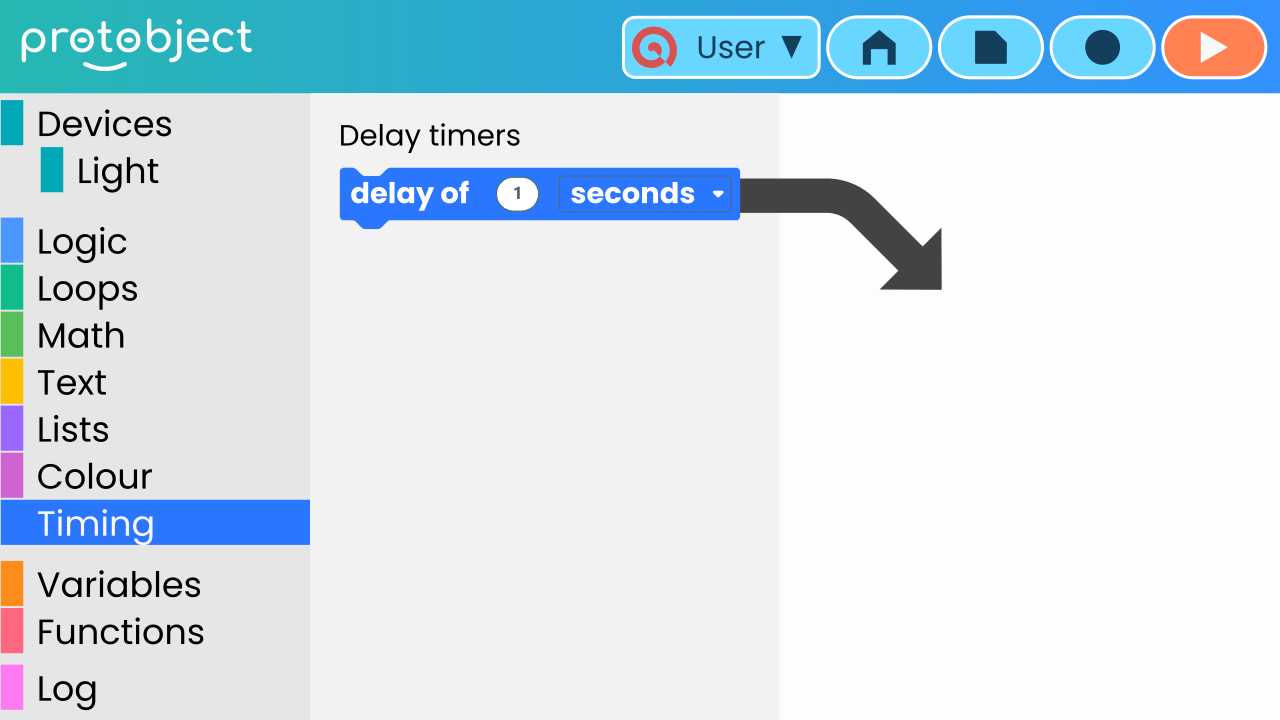 protobject
User ▼
Devices
Light
Logic
Loops
Math
Text
Lists
Colour
Timing
Variables
Functions
Log
Delay timers
delay of 1 seconds